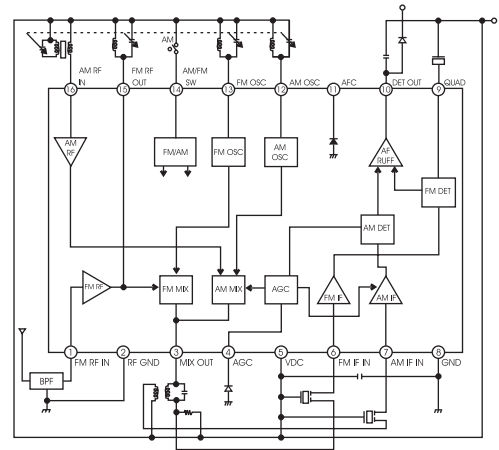 AM RF
IN
FM RF
OUT
AM
AM/FM
SW
FM OSC
AM OSC
AFC
DET OUT
QUAD
16
15
14
13
12
11
10
9
AM
RF
FM/AM
FM OSC
AM
OSC
AF
RUFF
FM DET
AM DET
FM RF
FM MIX
AM MIX
AGC
FM IF
AM IF
1
2
3
4
5
6
7
8
FM RF IN
RF GND
MIX OUT
AGC
VDC
FM IF IN
AM IF IN
GND
BPF